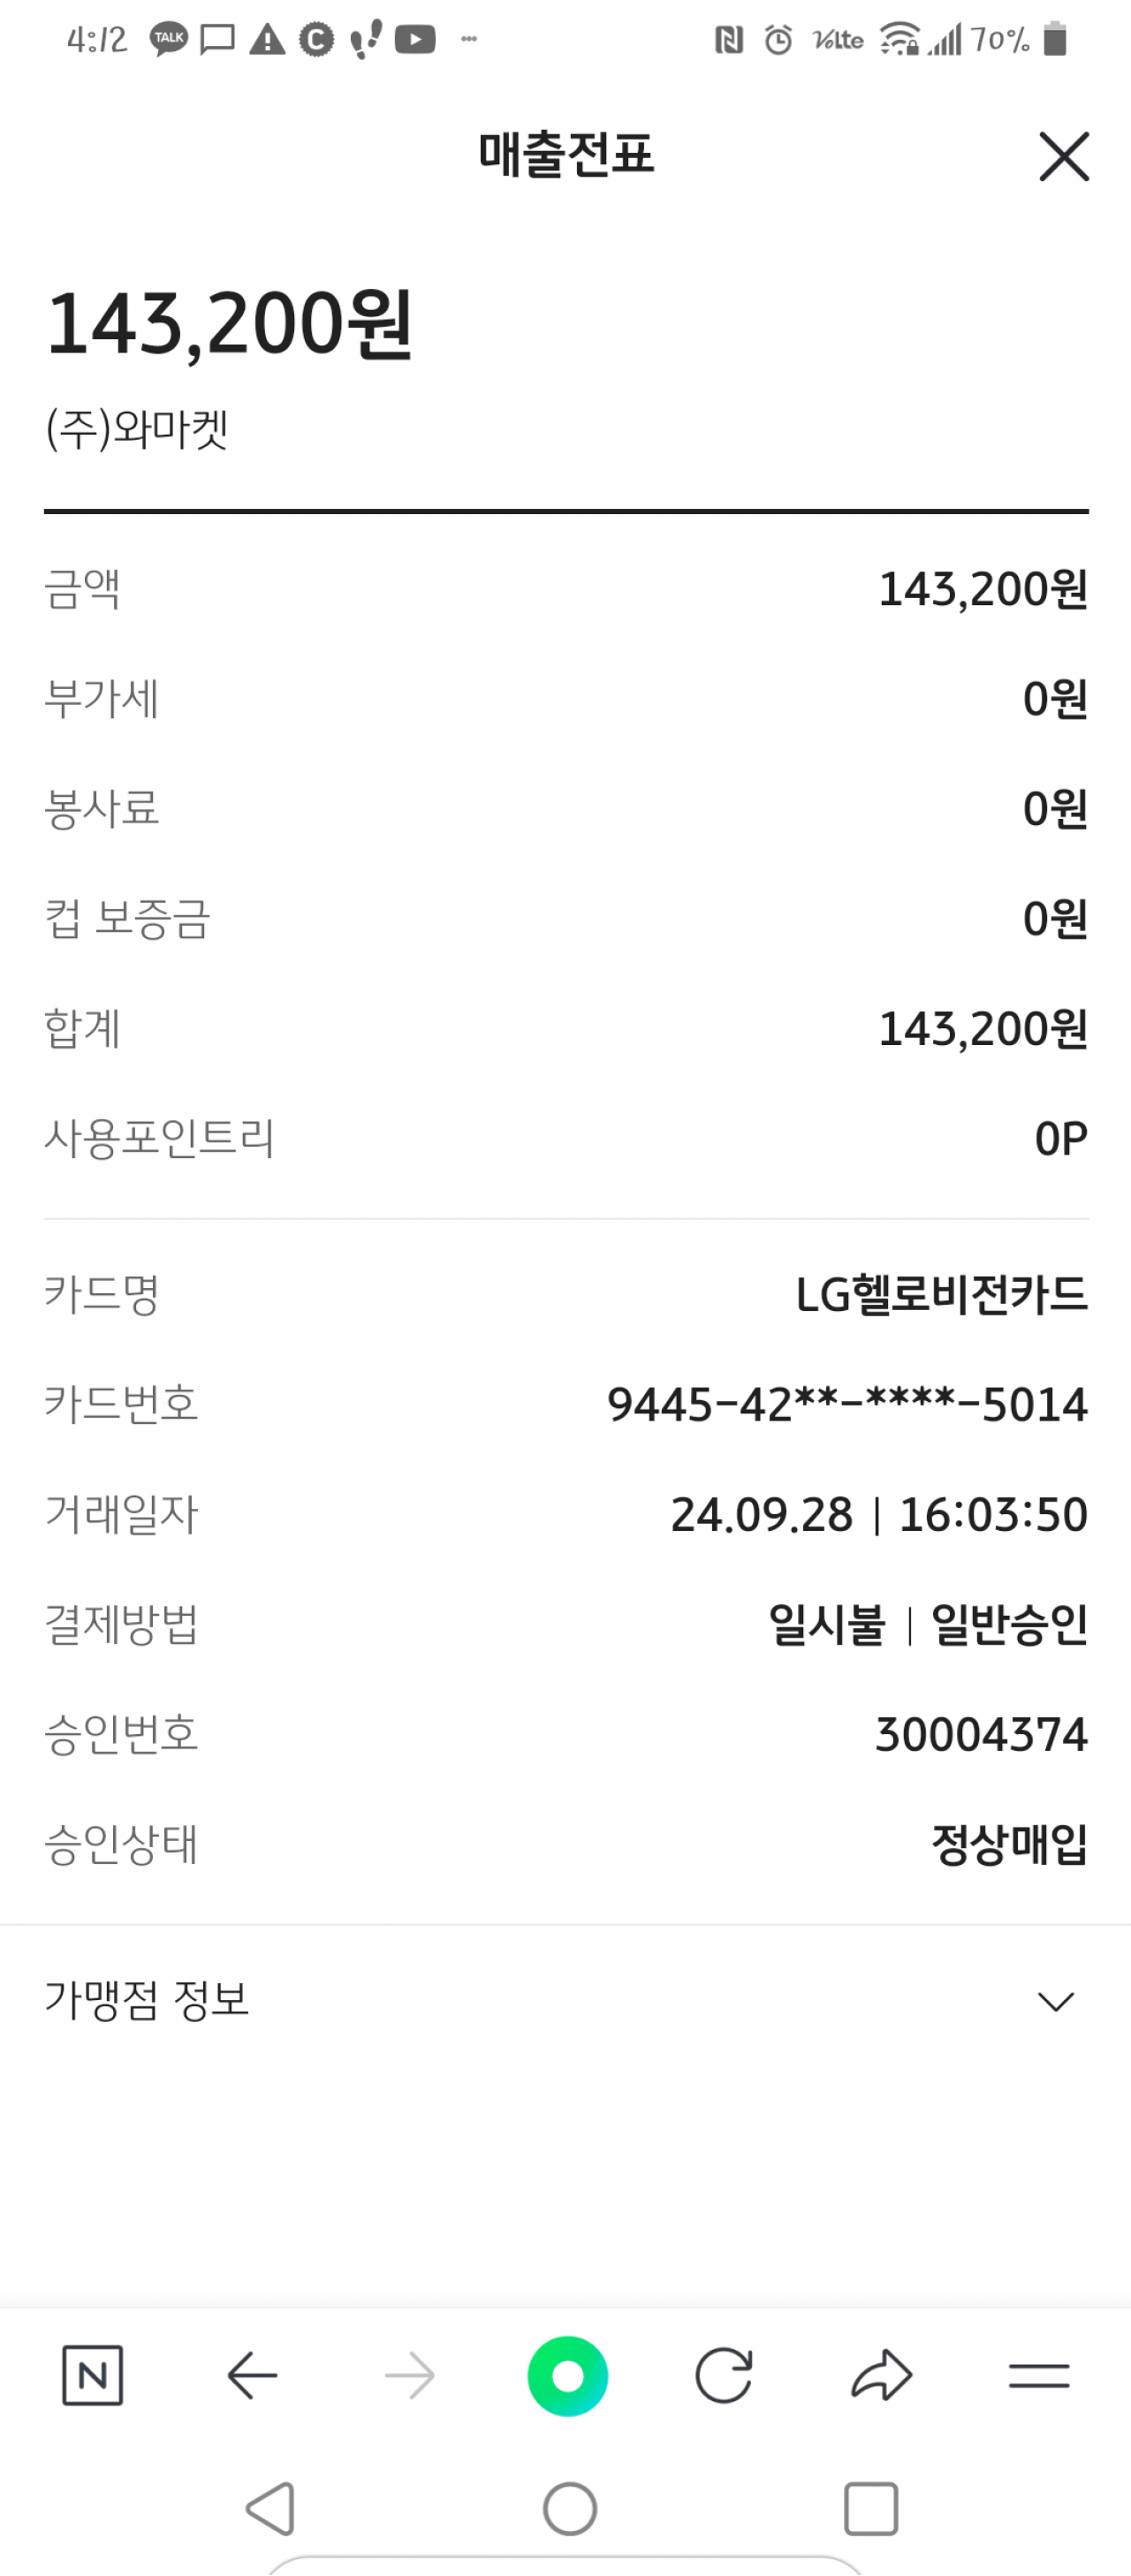 4:12 TALK C Volte 70%
매출전표
143,200원
(주)와마켓
금액 143,200원
부가세 0원
봉사료 0원
컵 보증금 0원
합계 143,200원
사용포인트리 0P
카드명 LG헬로비전카드
카드번호 9445-42**-****-5014
거래일자 24.09.28 | 16:03:50
결제방법 일시불 | 일반승인
승인번호 30004374
승인상태 정상매입
가맹점 정보
N